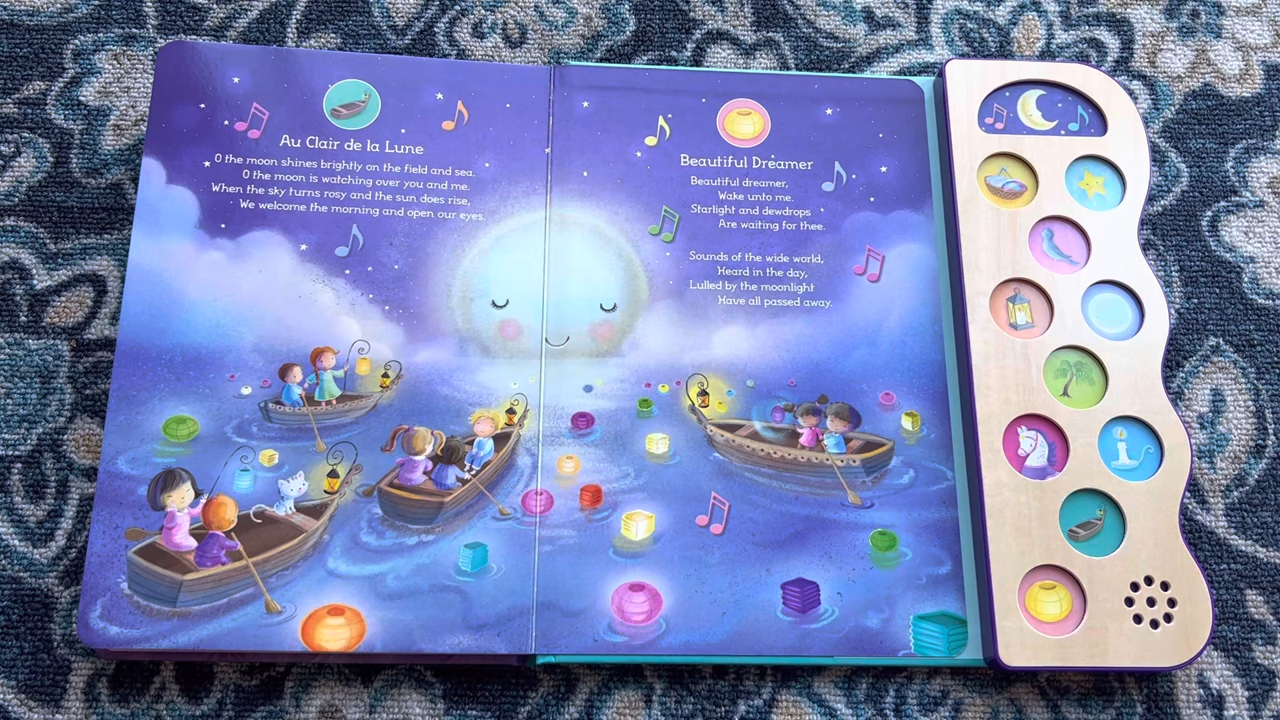 Au Clair de la Lune
O the moon shines brightly on the field and sea.
O the moon is watching over you and me.
When the sky turns rosy and the sun does rise,
We welcome the morning and open our eyes.
Beautiful Dreamer
Beautiful dreamer,
Wake unto me.
Starlight and dewdrops
Are waiting for thee.
Sounds of the wide world,
Heard in the day,
Lulled by the moonlight
Have all passed away.